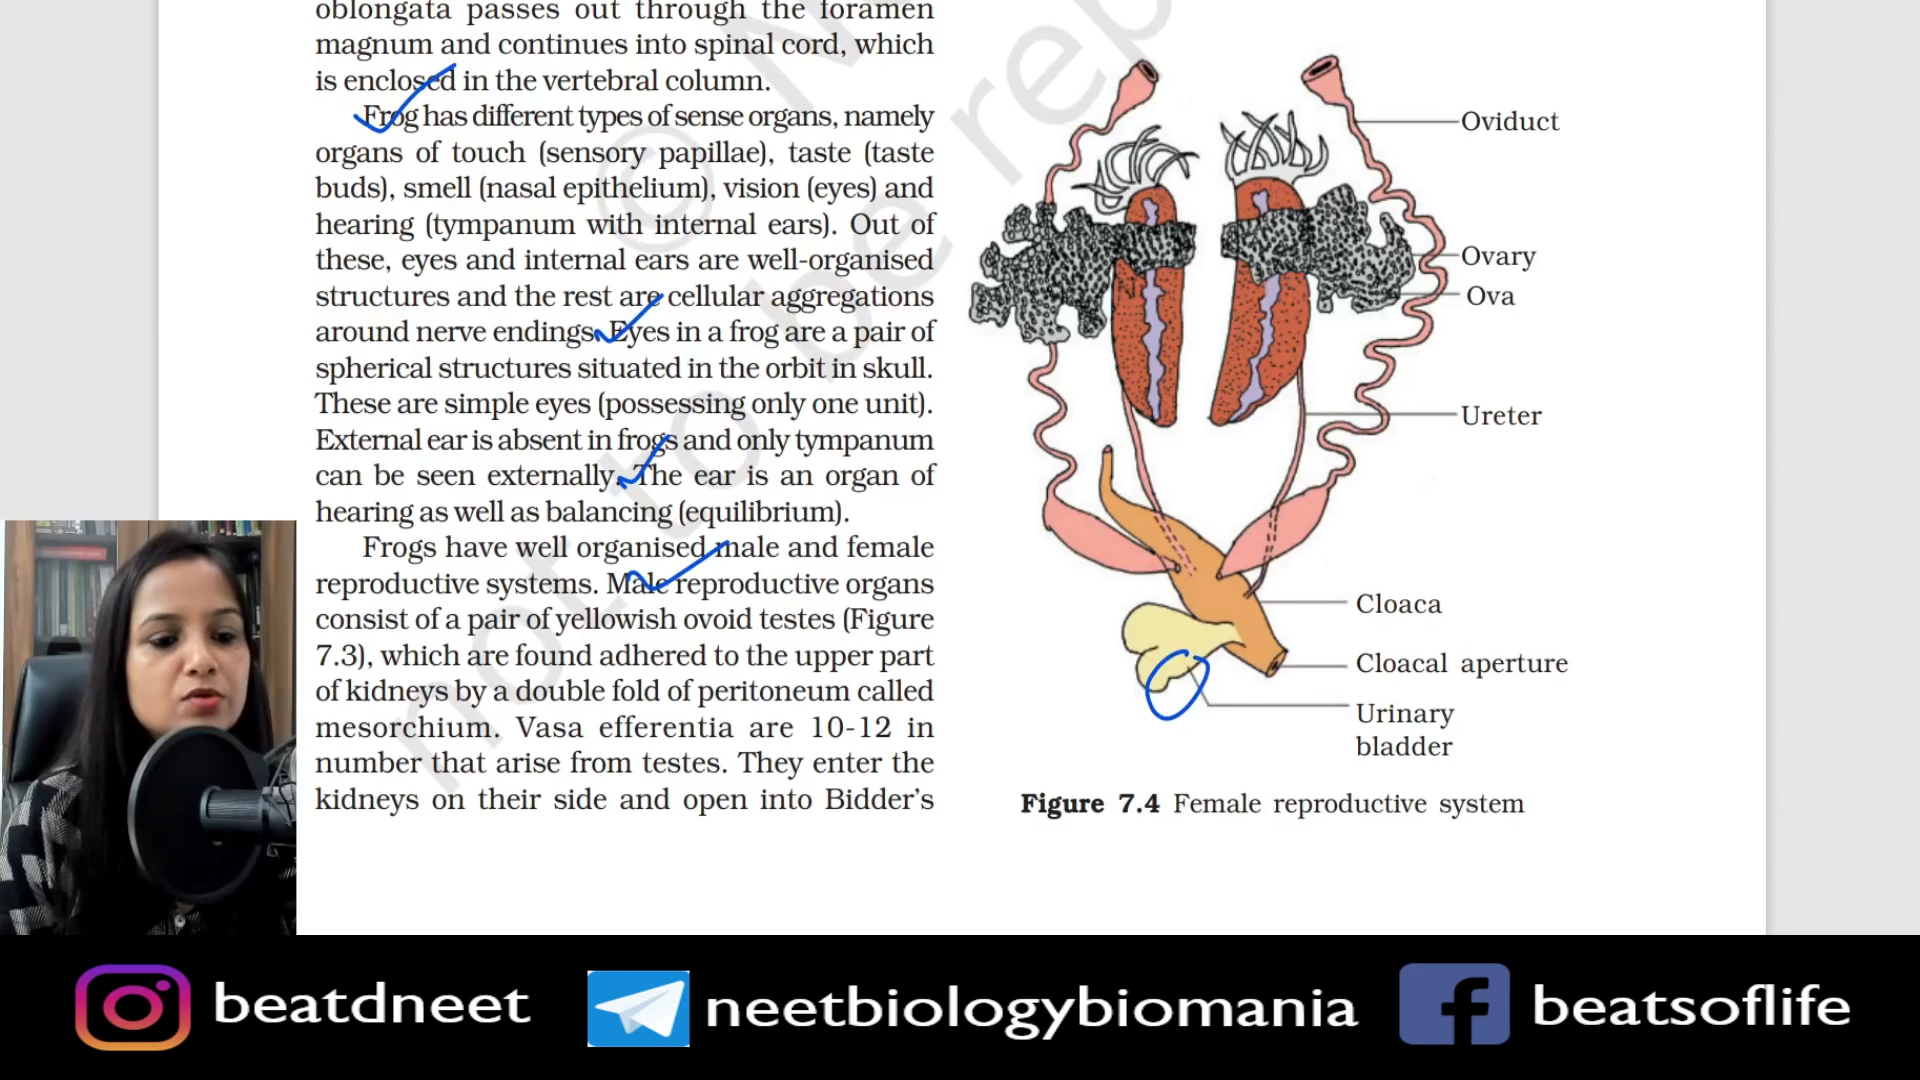 oblongata passes out through the foramen
magnum and continues into spinal cord, which
is enclosed in the vertebral column.
Frog has different types of sense organs, namely
organs of touch (sensory papillae), taste (taste
buds), smell (nasal epithelium), vision (eyes) and
hearing (tympanum with internal ears). Out of
these, eyes and internal ears are well-organised
structures and the rest are cellular aggregations
around nerve endings. Eyes in a frog are a pair of
spherical structures situated in the orbit in skull.
These are simple eyes (possessing only one unit).
External ear is absent in frogs and only tympanum
can be seen externally. The ear is an organ of
hearing as well as balancing (equilibrium).
Frogs have well organised male and female
reproductive systems. Male reproductive organs
consist of a pair of yellowish ovoid testes (Figure
7.3), which are found adhered to the upper part
of kidneys by a double fold of peritoneum called
mesorchium. Vasa efferentia are 10-12 in
number that arise from testes. They enter the
kidneys on their side and open into Bidder's
© N
not to be rep
Oviduct
Ovary
Ova
Ureter
Cloaca
Cloacal aperture
Urinary
bladder
Figure 7.4 Female reproductive system
beatdneet
neetbiologybiomania
beatsoflife